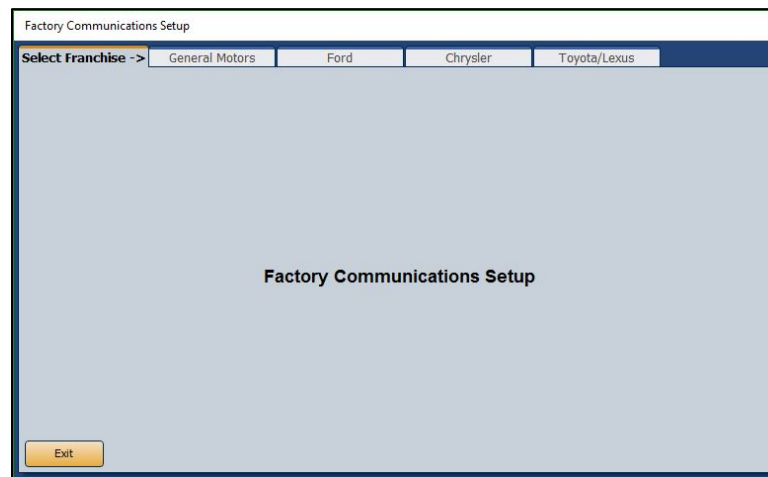 Factory Communications Setup
Select Franchise -> General Motors Ford Chrysler Toyota/Lexus
Factory Communications Setup
Exit